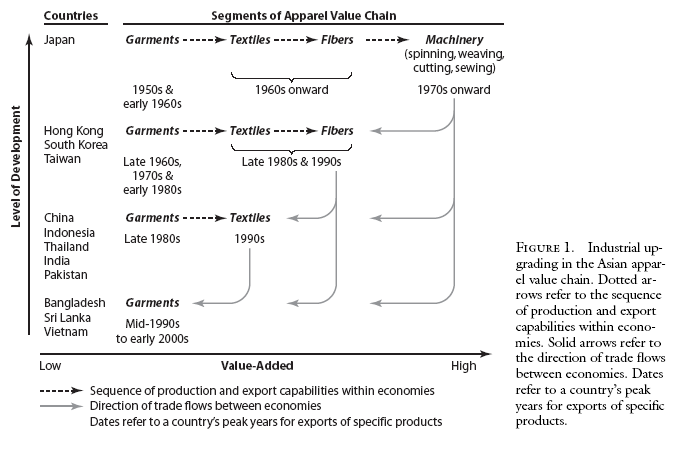 Countries
Segments of Apparel Value Chain
Japan
Garments
Textiles
Fibers
Machinery
(spinning, weaving,
cutting, sewing)
1950s &
early 1960s
1960s onward
1970s onward
Hong Kong
South Korea
Taiwan
Garments
Textiles
Fibers
Late 1960s,
1970s &
early 1980s
Late 1980s & 1990s
China
Indonesia
Thailand
India
Pakistan
Garments
Textiles
Late 1980s
1990s
Bangladesh
Sri Lanka
Vietnam
Garments
Mid-1990s
to early 2000s
Level of Development
Low
Value-Added
High
Sequence of production and export capabilities within economies
Direction of trade flows between economies
Dates refer to a country's peak years for exports of specific products
FIGURE 1. Industrial up-
grading in the Asian appar-
el value chain. Dotted ar-
rows refer to the sequence
of production and export
capabilities within econo-
mies. Solid arrows refer to
the direction of trade flows
between economies. Dates
refer to a country's peak
years for exports of specific
products.